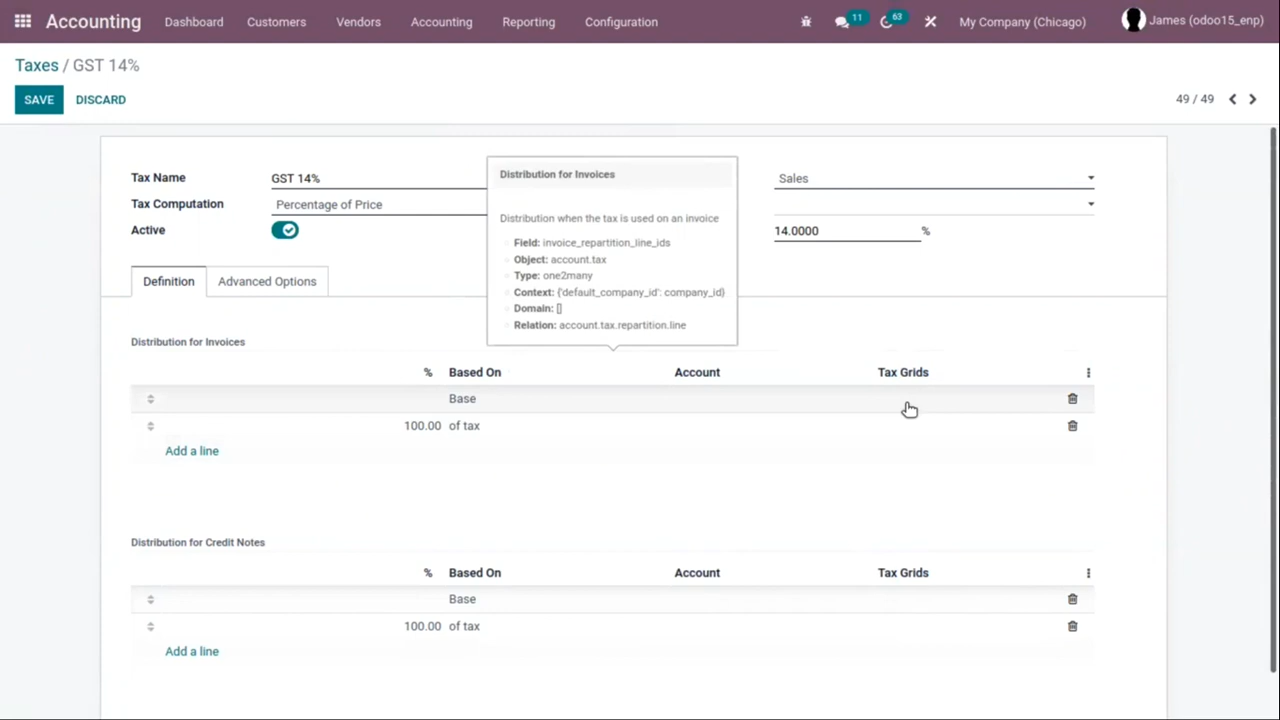 Accounting Dashboard Customers Vendors Accounting Reporting Configuration 11 63 My Company (Chicago) James (odoo15_enp)
Taxes / GST 14%
SAVE DISCARD 49 / 49
Tax Name GST 14% Sales
Tax Computation Percentage of Price
Active 14.0000 %
Distribution for Invoices
Distribution when the tax is used on an invoice
Field: invoice_repartition_line_ids
Object: account.tax
Type: one2many
Context: {'default_company_id': company_id}
Domain: []
Relation: account.tax.repartition.line
Definition Advanced Options
Distribution for Invoices
% Based On Account Tax Grids
Base
100.00 of tax
Add a line
Distribution for Credit Notes
% Based On Account Tax Grids
Base
100.00 of tax
Add a line